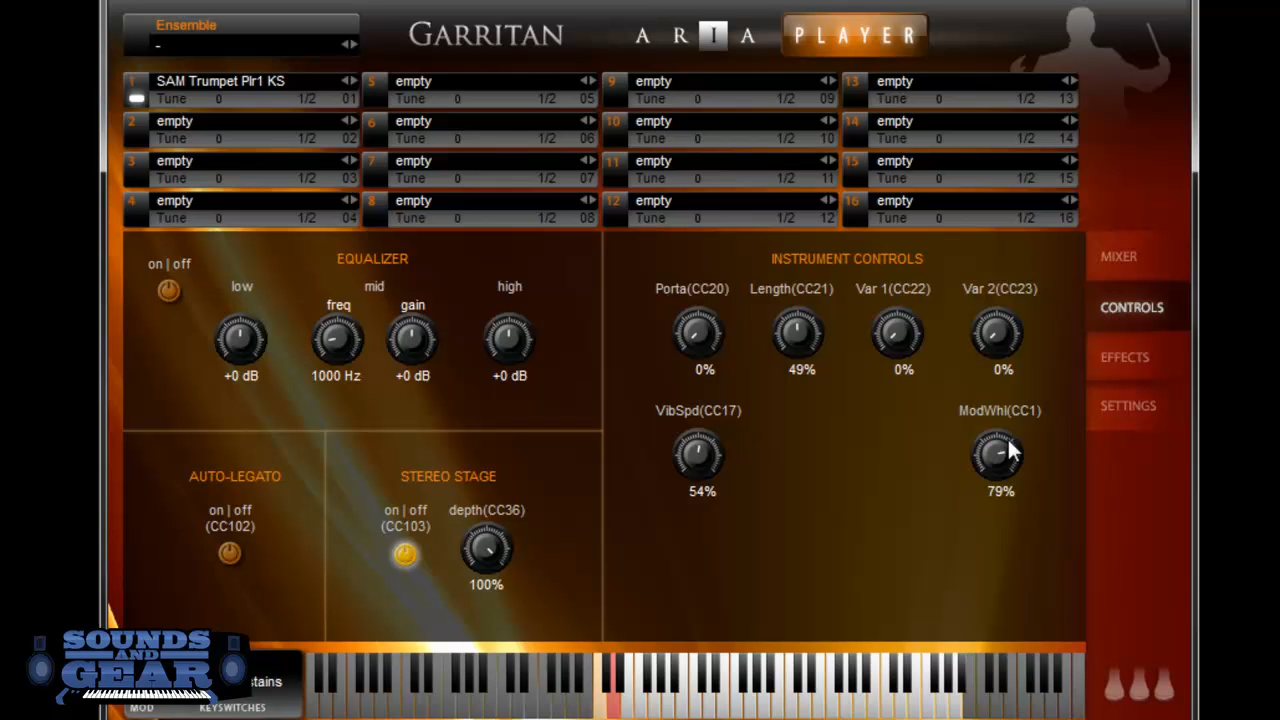 Ensemble
-
GARRITAN
A R I A
PLAYER
1 SAM Trumpet Plr1 KS
Tune 0 1/2 01
5 empty
Tune 0 1/2 05
9 empty
Tune 0 1/2 09
13 empty
Tune 0 1/2 13
2 empty
Tune 0 1/2 02
6 empty
Tune 0 1/2 06
10 empty
Tune 0 1/2 10
14 empty
Tune 0 1/2 14
3 empty
Tune 0 1/2 03
7 empty
Tune 0 1/2 07
11 empty
Tune 0 1/2 11
15 empty
Tune 0 1/2 15
4 empty
Tune 0 1/2 04
8 empty
Tune 0 1/2 08
12 empty
Tune 0 1/2 12
16 empty
Tune 0 1/2 16
EQUALIZER
on | off
low
mid
high
freq
gain
+0 dB
1000 Hz
+0 dB
+0 dB
AUTO-LEGATO
on | off
(CC102)
STEREO STAGE
on | off
(CC103)
depth(CC36)
100%
INSTRUMENT CONTROLS
Porta(CC20) Length(CC21) Var 1(CC22) Var 2(CC23)
0% 49% 0% 0%
VibSpd(CC17) ModWhl(CC1)
54% 79%
MIXER
CONTROLS
EFFECTS
SETTINGS
SOUNDS
AND
GEAR
stains
MOD KEYSWITCHES